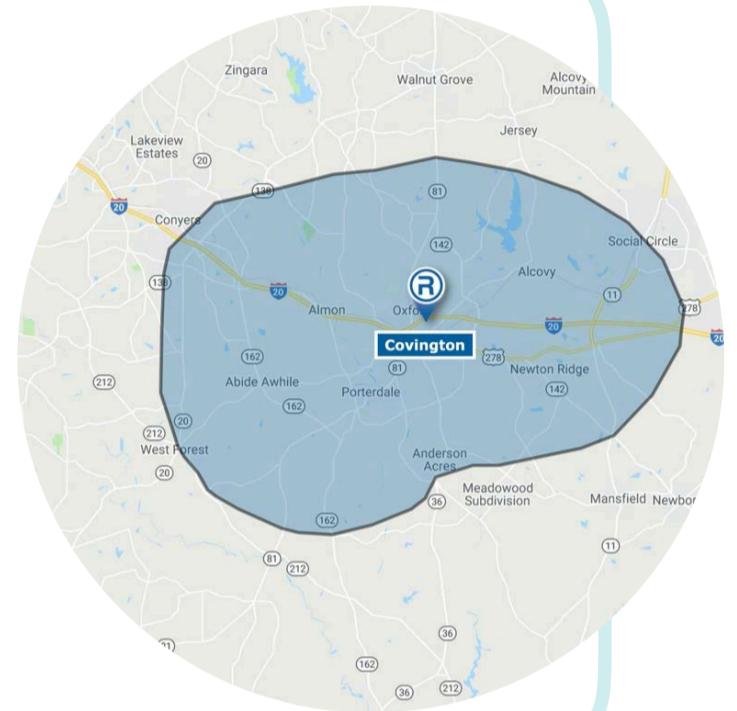 Zingara
Walnut Grove
Alcovy
Mountain
Jersey
Lakeview
Estates
20
138
81
20
Conyers
142
Social Circle
138
R
Alcovy
20
11
278
Almon
Oxfo
20
20
Covington
162
278
81
Newton Ridge
212
Abide Awhile
142
Porterdale
162
20
212
West Forest
Anderson
Acres
20
Meadowood
Subdivision
36
Mansfield
Newbor
162
11
81
212
36
162
212
36